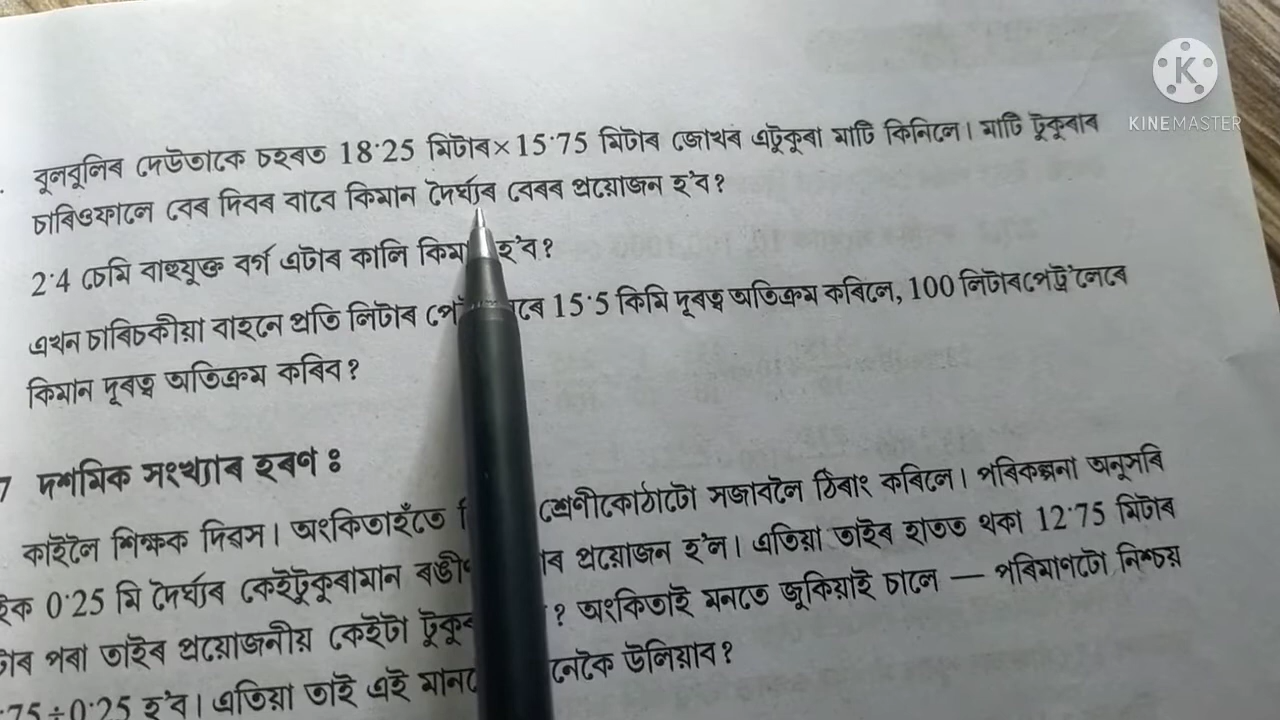 KINEMASTER
বুলবুলিৰ দেউতাকে চহৰত 18·25 মিটাৰ×15·75 মিটাৰ জোখৰ এটুকুৰা মাটি কিনিলে। মাটি টুকুৰাৰ
চাৰিওফালে বেৰ দিবৰ বাবে কিমান দৈৰ্ঘ্যৰ বেৰৰ প্ৰয়োজন হ'ব?
2·4 চেমি বাহুযুক্ত বৰ্গ এটাৰ কালি হ'ব?
এখন চাৰিচকীয়া বাহনে প্ৰতি লিটাৰ 15·5 কিমি দূৰত্ব অতিক্ৰম কৰিলে, 100 লিটাৰপেট্ৰ'লেৰে
কিমান দূৰত্ব অতিক্ৰম কৰিব?
7 দশমিক সংখ্যাৰ হৰণ :
কাইলৈ শিক্ষক দিৱস। অংকিতাহঁতে শ্ৰেণীকোঠাটো সজাবলৈ ঠিৰাং কৰিলে। পৰিকল্পনা অনুসৰি
0·25 মি দৈৰ্ঘ্যৰ কেইটুকুৰামান প্ৰয়োজন হ'ল। এতিয়া তাইৰ হাতত থকা 12·75 মিটাৰ
পৰা তাইৰ প্ৰয়োজনীয় কেইটা ? অংকিতাই মনতে জুকিয়াই চালে — পৰিমাণটো নিশ্চয়
75÷0·25 হ'ব। এতিয়া তাই এই উলিয়াব?